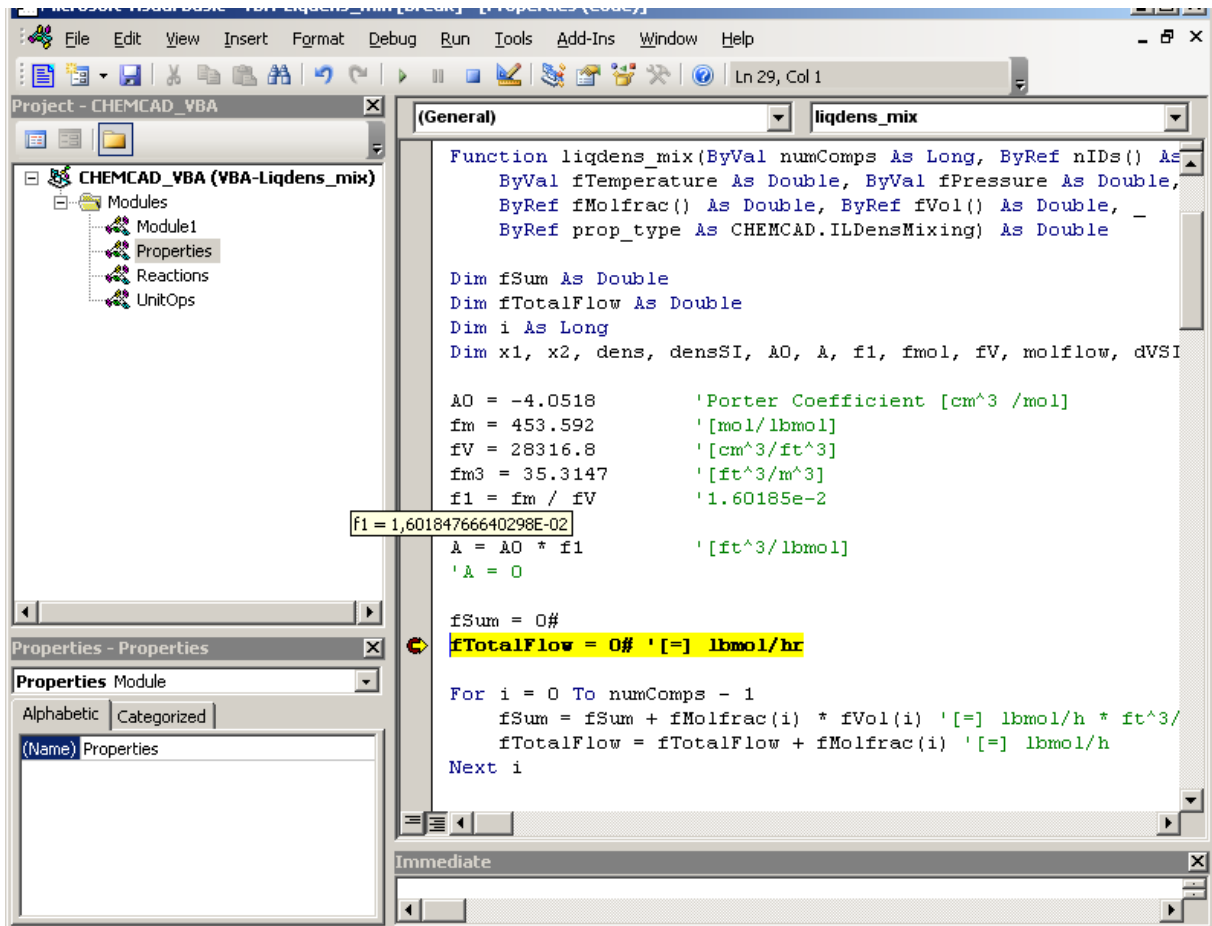 Microsoft Visual Basic - VBA-Liqdens_mix [break] - [Properties (Code)]
File Edit View Insert Format Debug Run Tools Add-Ins Window Help
Ln 29, Col 1
Project - CHEMCAD_VBA
CHEMCAD_VBA (VBA-Liqdens_mix)
Modules
Module1
Properties
Reactions
UnitOps
Properties - Properties
Properties Module
Alphabetic Categorized
(Name) Properties
(General) liqdens_mix
Function liqdens_mix(ByVal numComps As Long, ByRef nIDs() As
ByVal fTemperature As Double, ByVal fPressure As Double,
ByRef fMolfrac() As Double, ByRef fVol() As Double, _
ByRef prop_type As CHEMCAD.ILDensMixing) As Double
Dim fSum As Double
Dim fTotalFlow As Double
Dim i As Long
Dim x1, x2, dens, densSI, A0, A, f1, fmol, fV, molflow, dVSI
A0 = -4.0518 'Porter Coefficient [cm^3 /mol]
fm = 453.592 '[mol/lbmol]
fV = 28316.8 '[cm^3/ft^3]
fm3 = 35.3147 '[ft^3/m^3]
f1 = fm / fV '1.60185e-2
f1 = 1,60184766640298E-02
A = A0 * f1 '[ft^3/lbmol]
'A = 0
fSum = 0#
fTotalFlow = 0# '[=] lbmol/hr
For i = 0 To numComps - 1
fSum = fSum + fMolfrac(i) * fVol(i) '[=] lbmol/h * ft^3/
fTotalFlow = fTotalFlow + fMolfrac(i) '[=] lbmol/h
Next i
Immediate